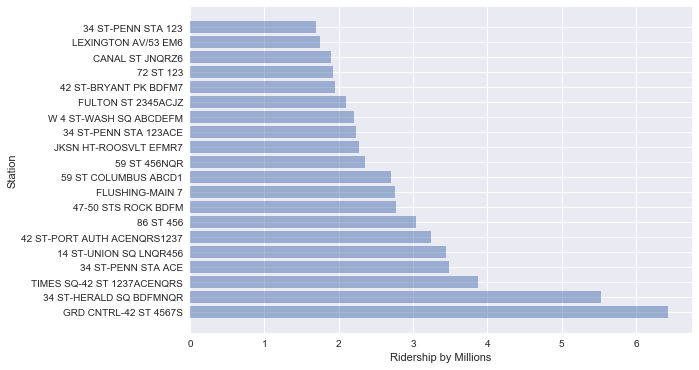 34 ST-PENN STA 123
LEXINGTON AV/53 EM6
CANAL ST JNQRZ6
72 ST 123
42 ST-BRYANT PK BDFM7
FULTON ST 2345ACJZ
W 4 ST-WASH SQ ABCDEFM
34 ST-PENN STA 123ACE
JKSN HT-ROOSVLT EFMR7
59 ST 456NQR
59 ST COLUMBUS ABCD1
FLUSHING-MAIN 7
47-50 STS ROCK BDFM
86 ST 456
42 ST-PORT AUTH ACENQRS1237
14 ST-UNION SQ LNQR456
34 ST-PENN STA ACE
TIMES SQ-42 ST 1237ACENQRS
34 ST-HERALD SQ BDFMNQR
GRD CNTRL-42 ST 4567S
Station
0 1 2 3 4 5 6
Ridership by Millions